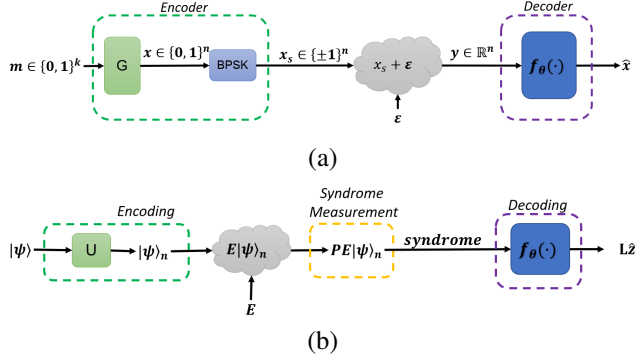 Encoder
Decoder
m ∈ {0, 1}^k
G
x ∈ {0, 1}^n
BPSK
x_s ∈ {±1}^n
x_s + ε
y ∈ ℝ^n
f_θ(·)
x̂
ε
(a)
Encoding
Syndrome
Measurement
Decoding
|ψ⟩
U
|ψ⟩_n
E|ψ⟩_n
PE|ψ⟩_n
syndrome
f_θ(·)
Lẑ
E
(b)